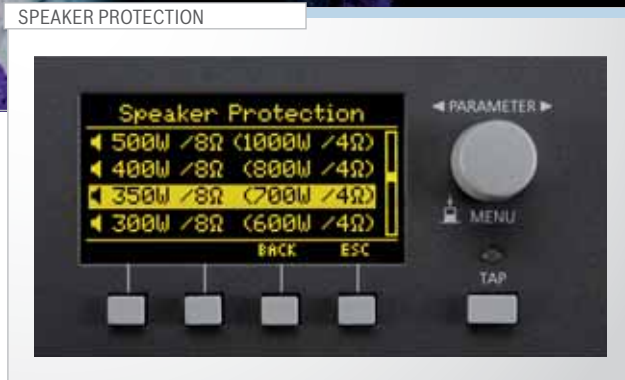 SPEAKER PROTECTION
Speaker Protection
500W /8Ω (1000W /4Ω)
400W /8Ω (800W /4Ω)
350W /8Ω (700W /4Ω)
300W /8Ω (600W /4Ω)
BACK ESC
◄ PARAMETER ►
MENU
TAP